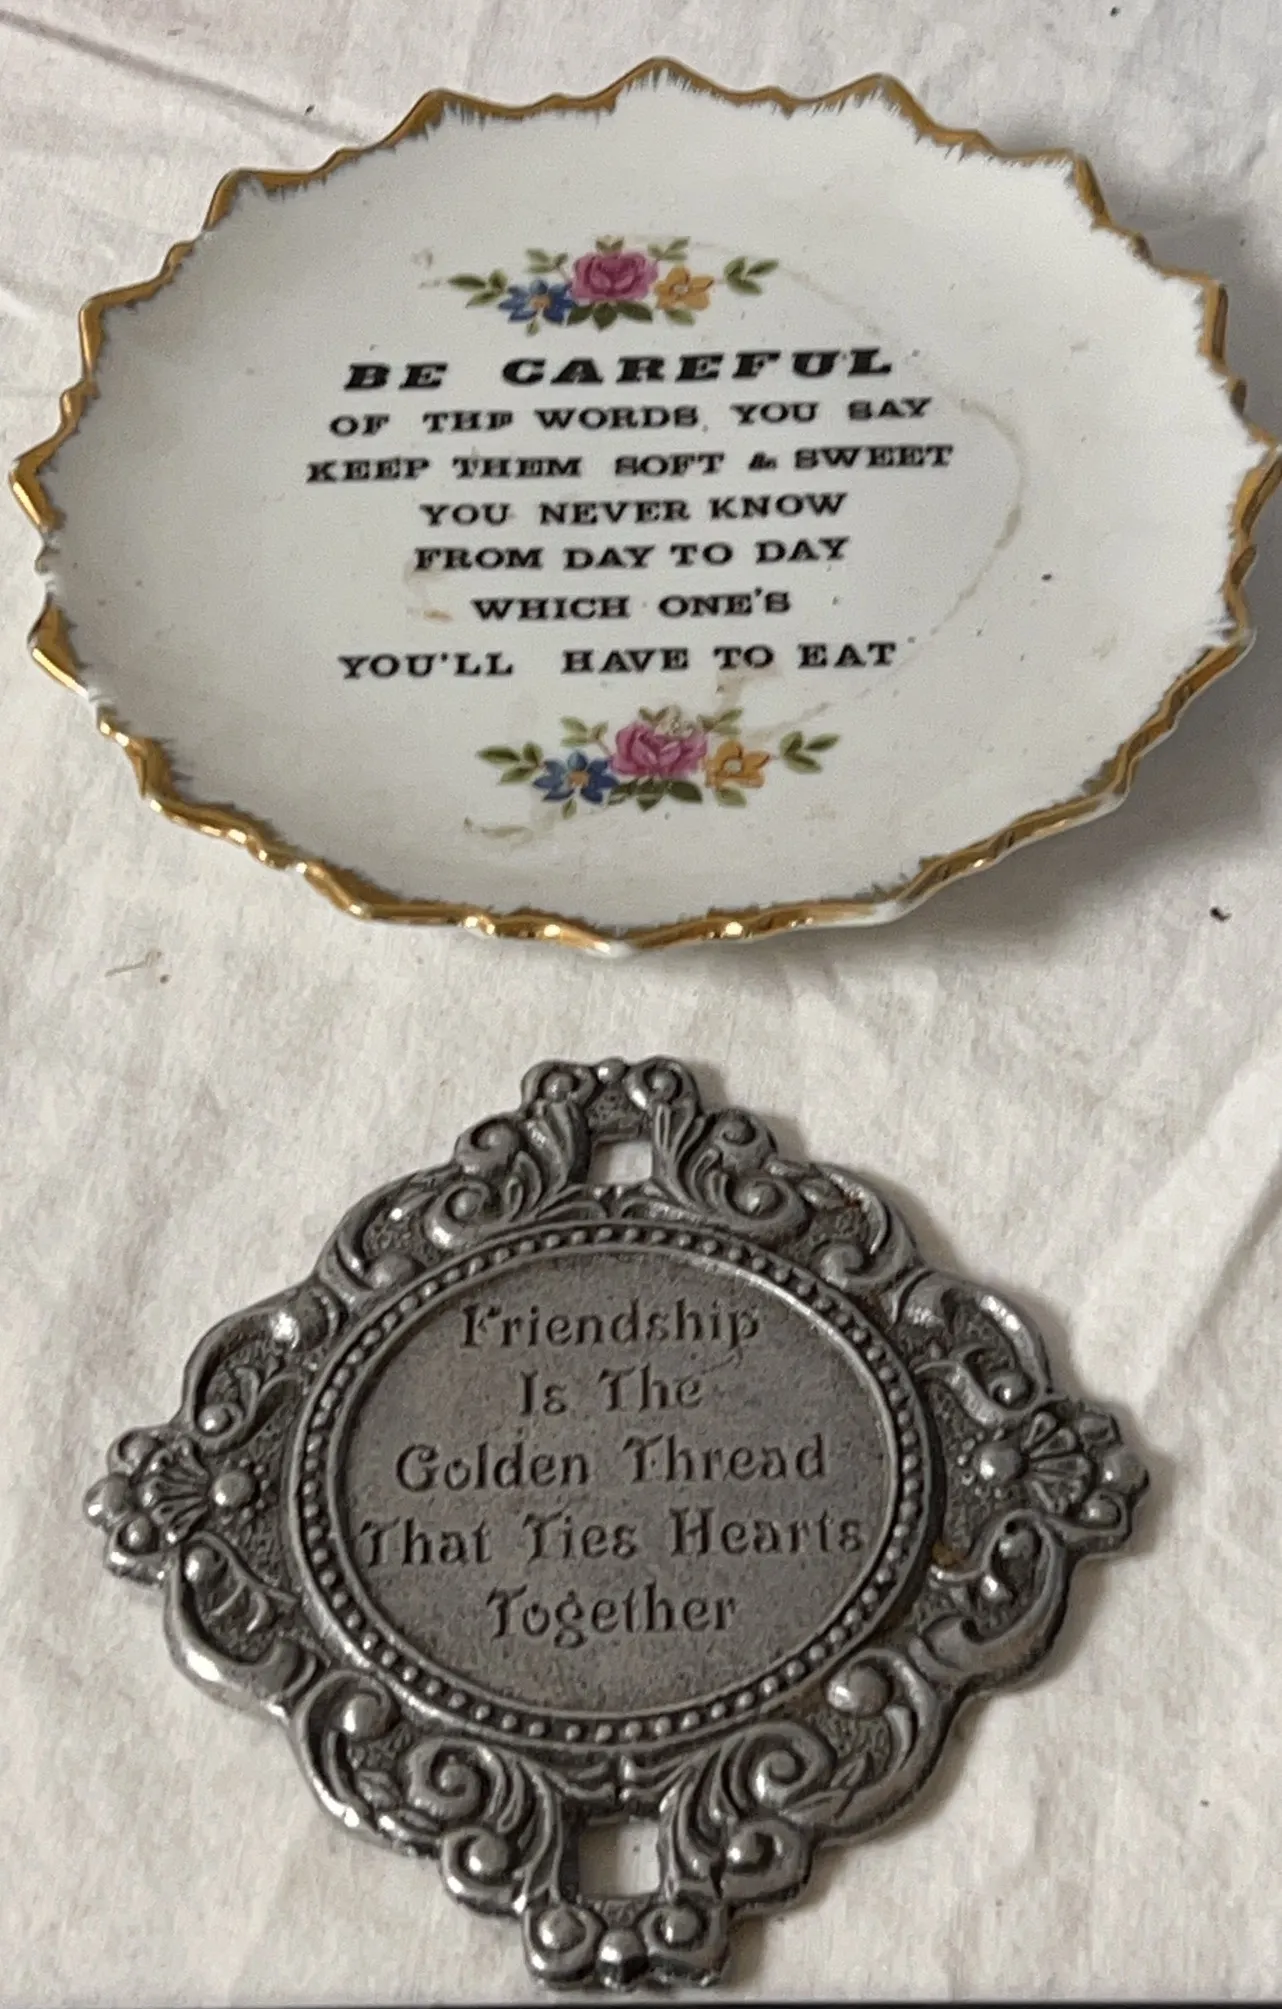 BE CAREFUL
OF THE WORDS, YOU SAY
KEEP THEM SOFT & SWEET
YOU NEVER KNOW
FROM DAY TO DAY
WHICH ONE'S
YOU'LL HAVE TO EAT
Friendship
Is The
Golden Thread
That Ties Hearts
Together